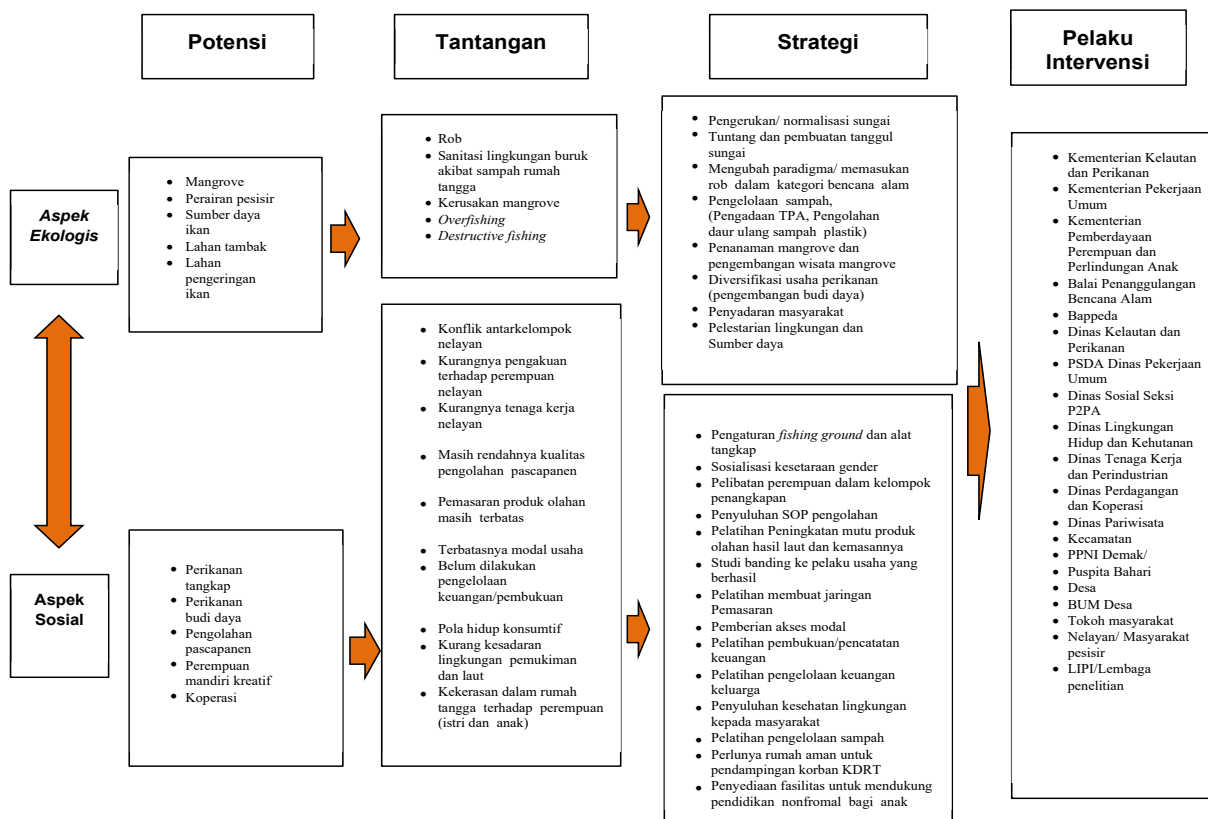 Potensi
Tantangan
Strategi
Pelaku
Intervensi
Aspek
Ekologis
Mangrove
Perairan pesisir
Sumber daya
ikan
Lahan tambak
Lahan
pengeringan
ikan
Rob
Sanitasi lingkungan buruk
akibat sampah rumah
tangga
Kerusakan mangrove
Overfishing
Destructive fishing
Pengerukan/ normalisasi sungai
Tuntang dan pembuatan tanggul
sungai
Mengubah paradigma/ memasukan
rob dalam kategori bencana alam
Pengelolaan sampah,
(Pengadaan TPA, Pengolahan
daur ulang sampah plastik)
Penanaman mangrove dan
pengembangan wisata mangrove
Diversifikasi usaha perikanan
(pengembangan budi daya)
Penyadaran masyarakat
Pelestarian lingkungan dan
Sumber daya
Aspek
Sosial
Perikanan
tangkap
Perikanan
budi daya
Pengolahan
pascapanen
Perempuan
mandiri kreatif
Koperasi
Konflik antarkelompok
nelayan
Kurangnya pengakuan
terhadap perempuan
nelayan
Kurangnya tenaga kerja
nelayan
Masih rendahnya kualitas
pengolahan pascapanen
Pemasaran produk olahan
masih terbatas
Terbatasnya modal usaha
Belum dilakukan
pengelolaan
keuangan/pembukuan
Pola hidup konsumtif
Kurang kesadaran
lingkungan pemukiman
dan laut
Kekerasan dalam rumah
tangga terhadap perempuan
(istri dan anak)
Pengaturan fishing ground dan alat
tangkap
Sosialisasi kesetaraan gender
Pelibatan perempuan dalam kelompok
penangkapan
Penyuluhan SOP pengolahan
Pelatihan Peningkatan mutu produk
olahan hasil laut dan kemasannya
Studi banding ke pelaku usaha yang
berhasil
Pelatihan membuat jaringan
Pemasaran
Pemberian akses modal
Pelatihan pembukuan/pencatatan
keuangan
Pelatihan pengelolaan keuangan
keluarga
Penyuluhan kesehatan lingkungan
kepada masyarakat
Pelatihan pengelolaan sampah
Perlunya rumah aman untuk
pendampingan korban KDRT
Penyediaan fasilitas untuk mendukung
pendidikan nonfromal bagi anak
Kementerian Kelautan
dan Perikanan
Kementerian Pekerjaan
Umum
Kementerian
Pemberdayaan
Perempuan dan
Perlindungan Anak
Balai Penanggulangan
Bencana Alam
Bappeda
Dinas Kelautan dan
Perikanan
PSDA Dinas Pekerjaan
Umum
Dinas Sosial Seksi
P2PA
Dinas Lingkungan
Hidup dan Kehutanan
Dinas Tenaga Kerja
dan Perindustrian
Dinas Perdagangan
dan Koperasi
Dinas Pariwisata
Kecamatan
PPNI Demak/
Puspita Bahari
Desa
BUM Desa
Tokoh masyarakat
Nelayan/ Masyarakat
pesisir
LIPI/Lembaga
penelitian